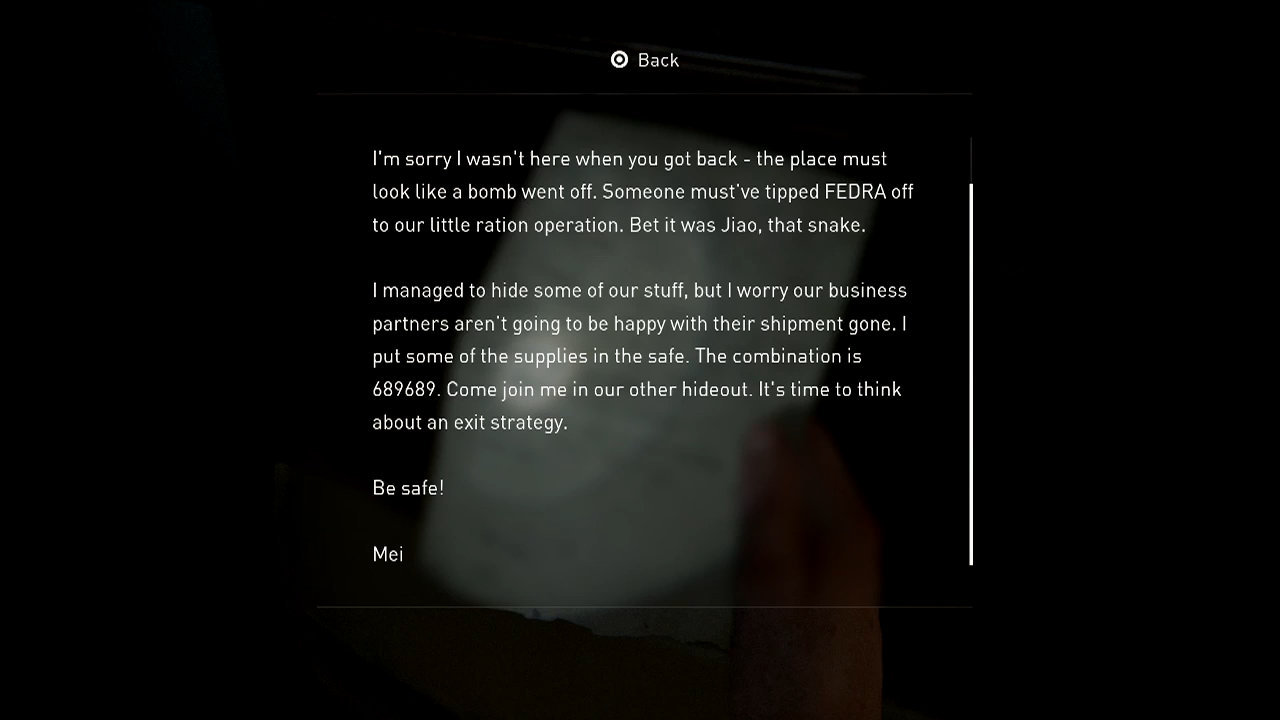 Back
I'm sorry I wasn't here when you got back - the place must
look like a bomb went off. Someone must've tipped FEDRA off
to our little ration operation. Bet it was Jiao, that snake.
I managed to hide some of our stuff, but I worry our business
partners aren't going to be happy with their shipment gone. I
put some of the supplies in the safe. The combination is
689689. Come join me in our other hideout. It's time to think
about an exit strategy.
Be safe!
Mei